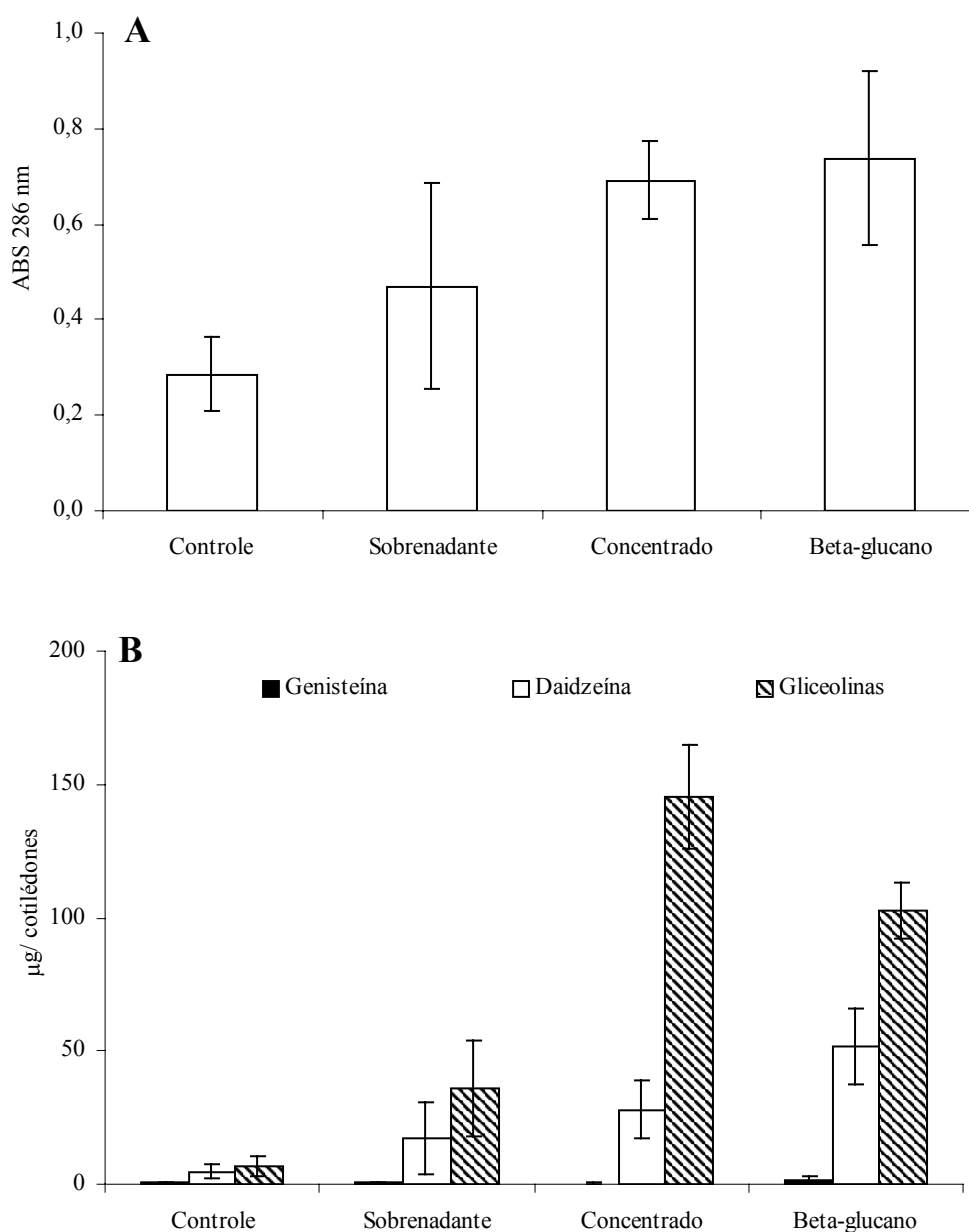 A
1,0
0,8
0,6
0,4
0,2
0,0
ABS 286 nm
Controle Sobrenadante Concentrado Beta-glucano
B
200
150
100
50
0
µg/ cotilédones
Genisteína Daidzeína Gliceolinas
Controle Sobrenadante Concentrado Beta-glucano